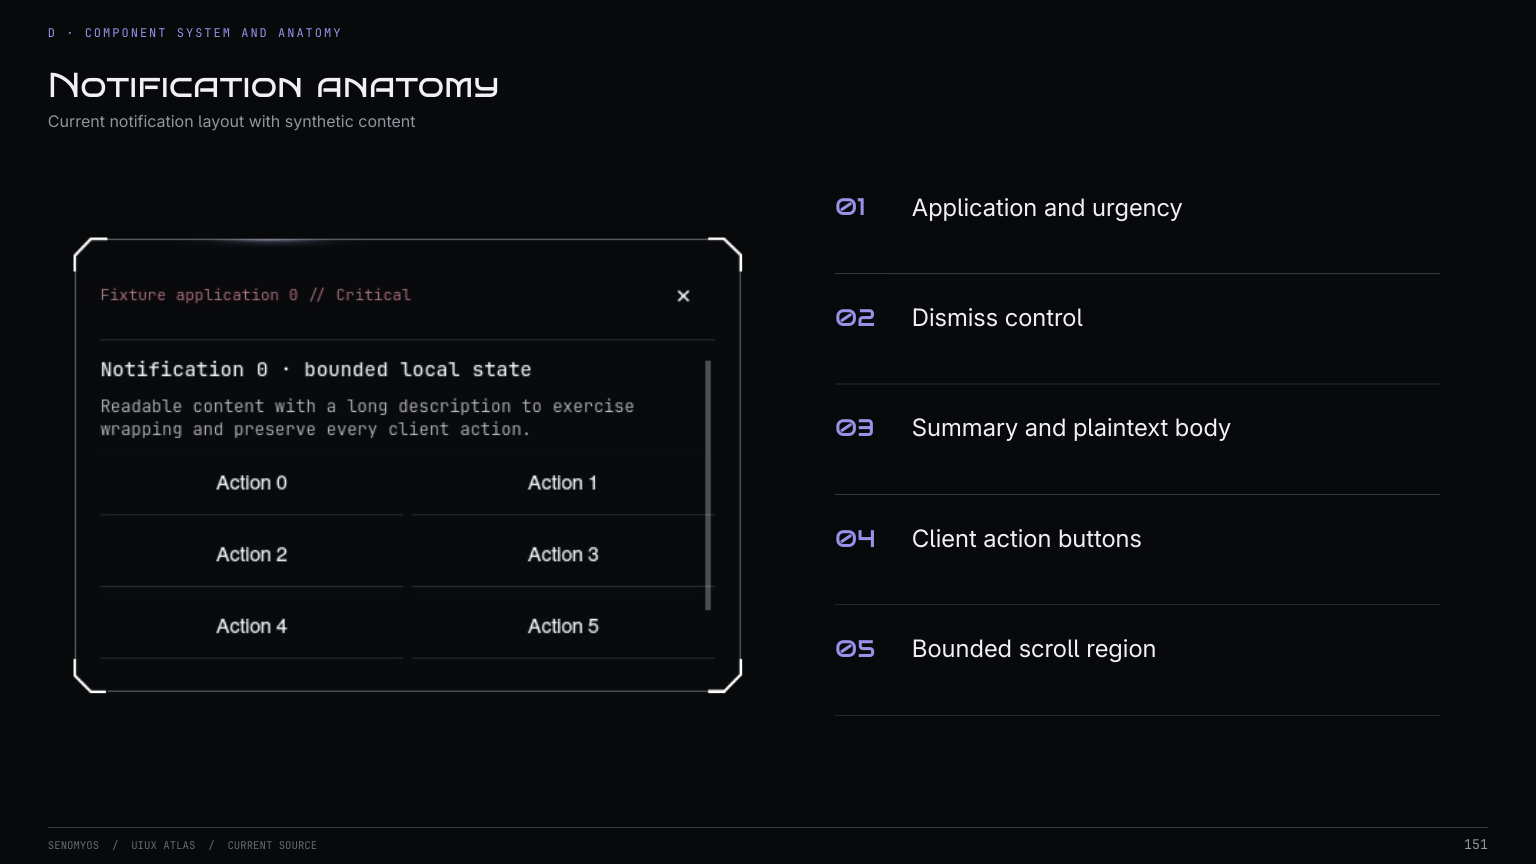 D · COMPONENT SYSTEM AND ANATOMY
Notification anatomy
Current notification layout with synthetic content
Fixture application 0 // Critical
×
Notification 0 · bounded local state
Readable content with a long description to exercise
wrapping and preserve every client action.
Action 0
Action 1
Action 2
Action 3
Action 4
Action 5
01 Application and urgency
02 Dismiss control
03 Summary and plaintext body
04 Client action buttons
05 Bounded scroll region
SENOMYOS / UIUX ATLAS / CURRENT SOURCE
151